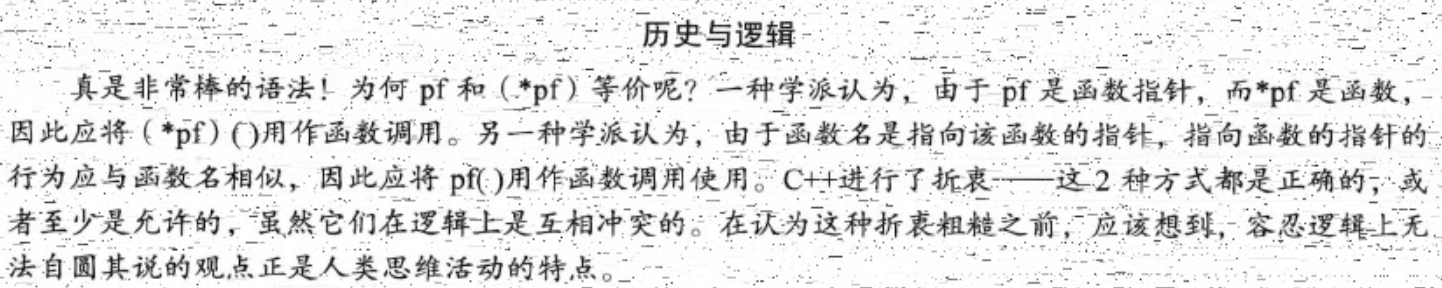 历史与逻辑
真是非常棒的语法！为何 pf 和（*pf）等价呢？一种学派认为，由于 pf 是函数指针，而*pf 是函数，
因此应将（*pf）()用作函数调用。另一种学派认为，由于函数名是指向该函数的指针，指向函数的指针的
行为应与函数名相似，因此应将 pf( )用作函数调用使用。C++进行了折衷——这 2 种方式都是正确的，或
者至少是允许的，虽然它们在逻辑上是互相冲突的。在认为这种折衷粗糙之前，应该想到，容忍逻辑上无
法自圆其说的观点正是人类思维活动的特点。